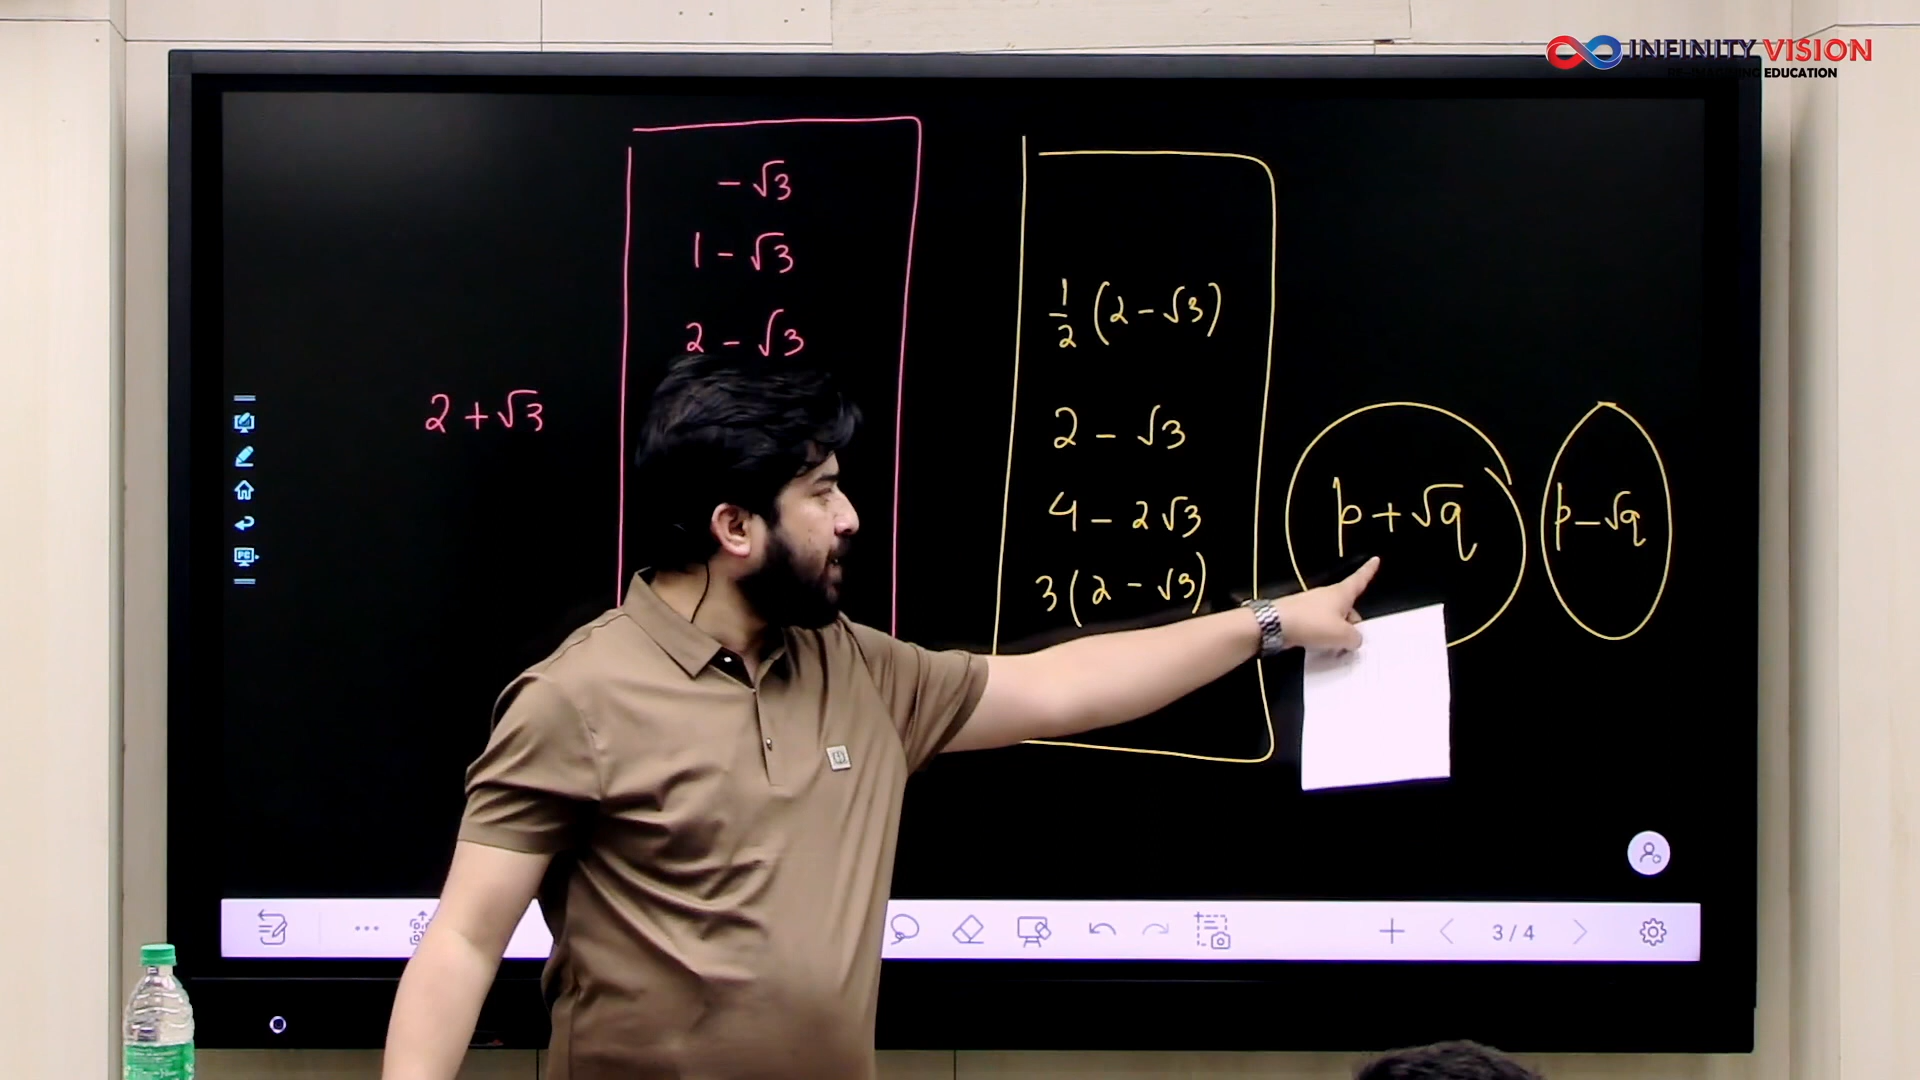 INFINITY VISION
EDUCATION
- √3
1 - √3
2 - √3
2 + √3
1/2 (2 - √3)
2 - √3
4 - 2√3
3 (2 - √3)
p + √q
p - √q
PC
3 / 4